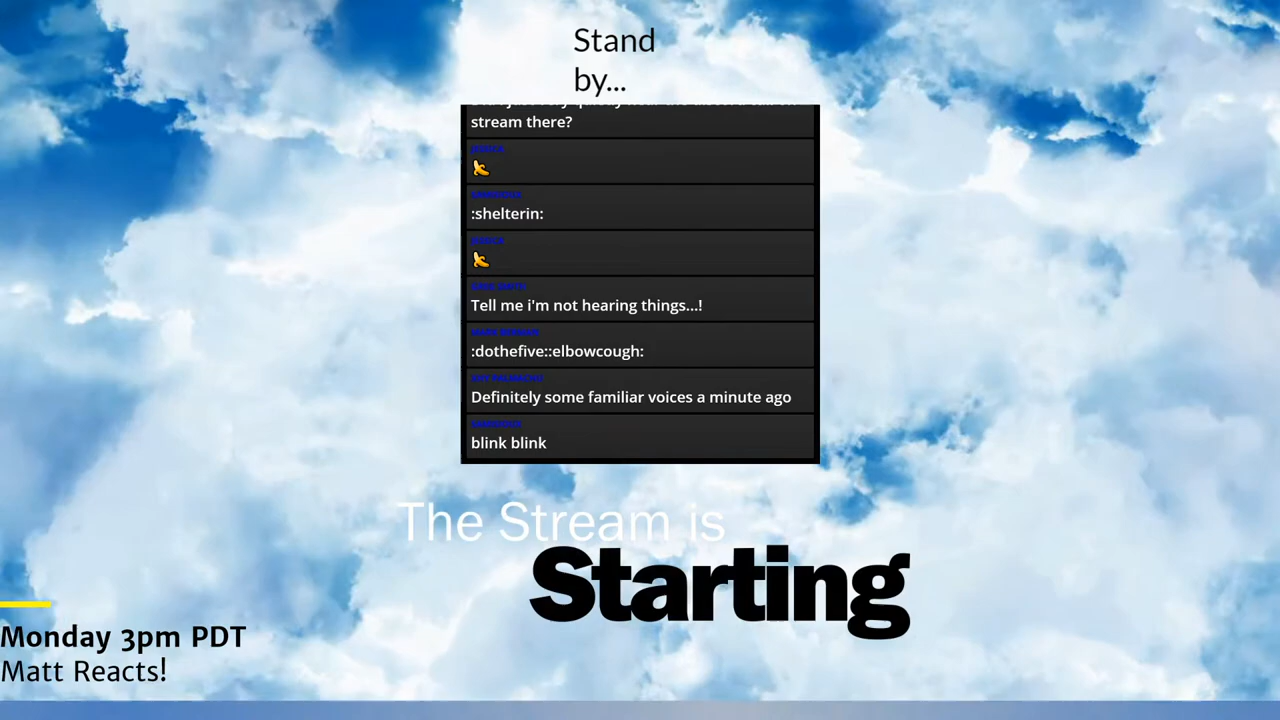 Stand
by...
stream there?
:shelterin:
Tell me i'm not hearing things...!
:dothefive::elbowcough:
Definitely some familiar voices a minute ago
blink blink
The Stream is
Starting
Monday 3pm PDT
Matt Reacts!